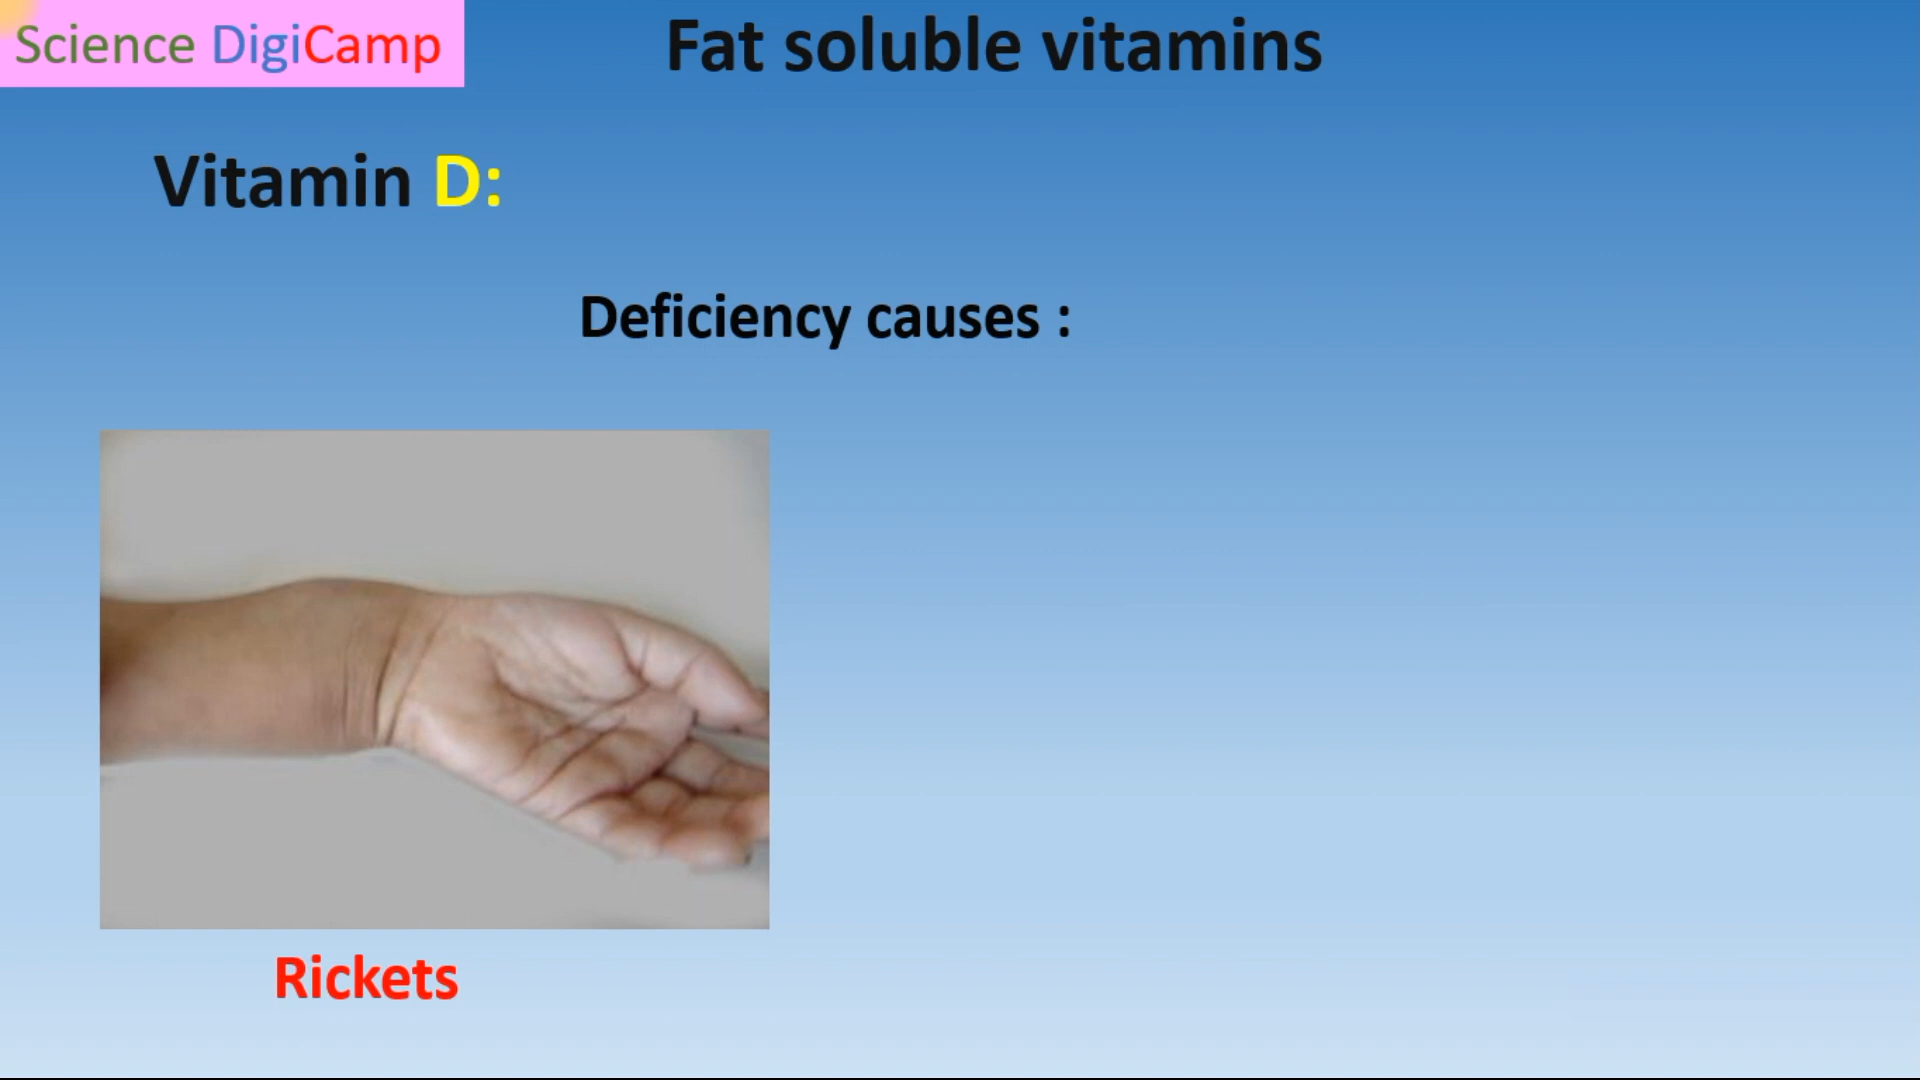 Science DigiCamp
Fat soluble vitamins
Vitamin D:
Deficiency causes :
Rickets